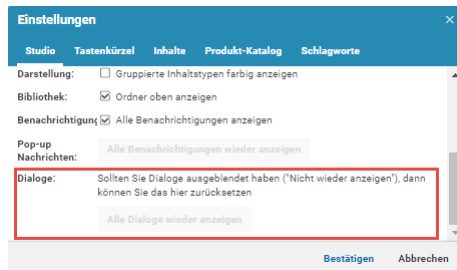 Einstellungen
Studio Tastenkürzel Inhalte Produkt-Katalog Schlagworte
Darstellung: Gruppierte Inhaltstypen farbig anzeigen
Bibliothek: Ordner oben anzeigen
Benachrichtigung Alle Benachrichtigungen anzeigen
Pop-up
Nachrichten: Alle Benachrichtigungen wieder anzeigen
Dialoge: Sollten Sie Dialoge ausgeblendet haben ("Nicht wieder anzeigen"), dann
können Sie das hier zurücksetzen
Alle Dialoge wieder anzeigen
Bestätigen Abbrechen